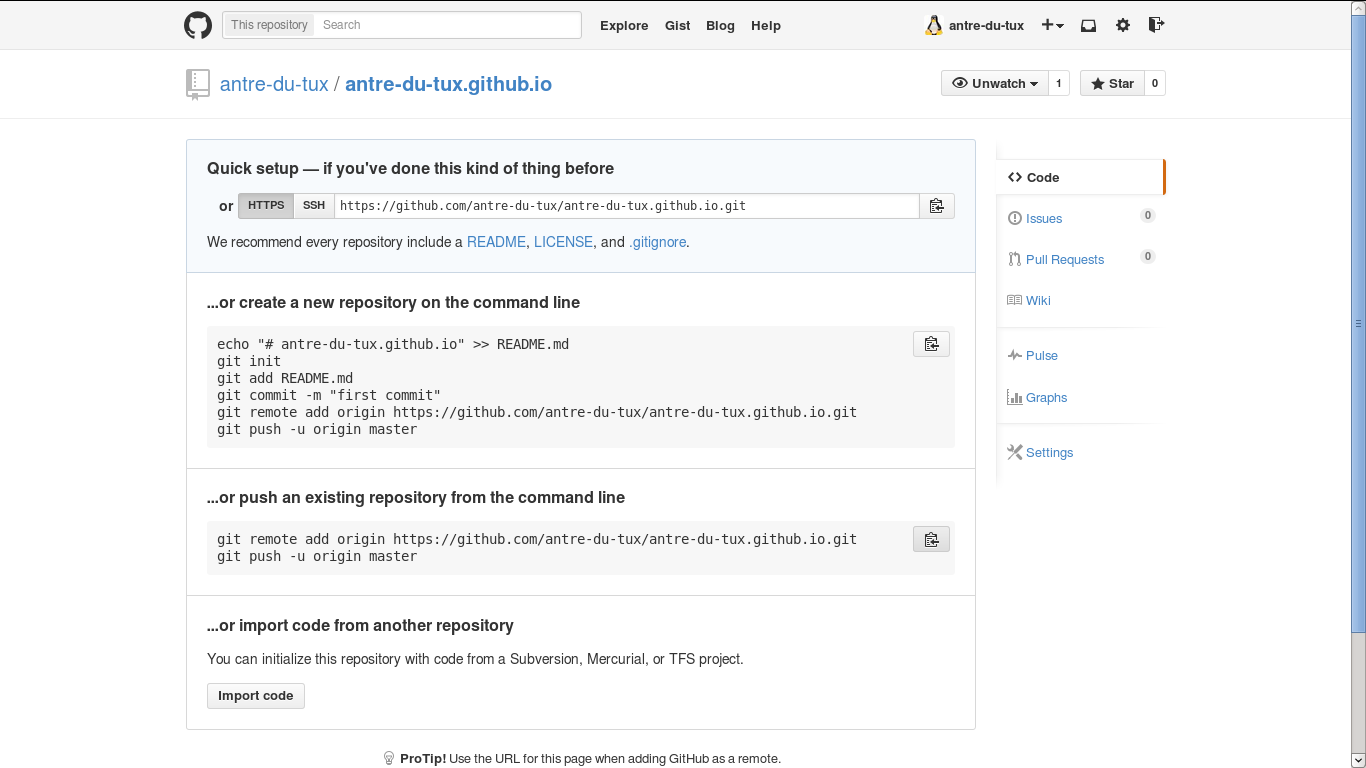 This repository Search Explore Gist Blog Help antre-du-tux
antre-du-tux / antre-du-tux.github.io Unwatch 1 Star 0
Quick setup — if you've done this kind of thing before
or HTTPS SSH https://github.com/antre-du-tux/antre-du-tux.github.io.git
We recommend every repository include a README, LICENSE, and .gitignore.
...or create a new repository on the command line
echo "# antre-du-tux.github.io" >> README.md
git init
git add README.md
git commit -m "first commit"
git remote add origin https://github.com/antre-du-tux/antre-du-tux.github.io.git
git push -u origin master
...or push an existing repository from the command line
git remote add origin https://github.com/antre-du-tux/antre-du-tux.github.io.git
git push -u origin master
...or import code from another repository
You can initialize this repository with code from a Subversion, Mercurial, or TFS project.
Import code
ProTip! Use the URL for this page when adding GitHub as a remote.
Code
Issues 0
Pull Requests 0
Wiki
Pulse
Graphs
Settings